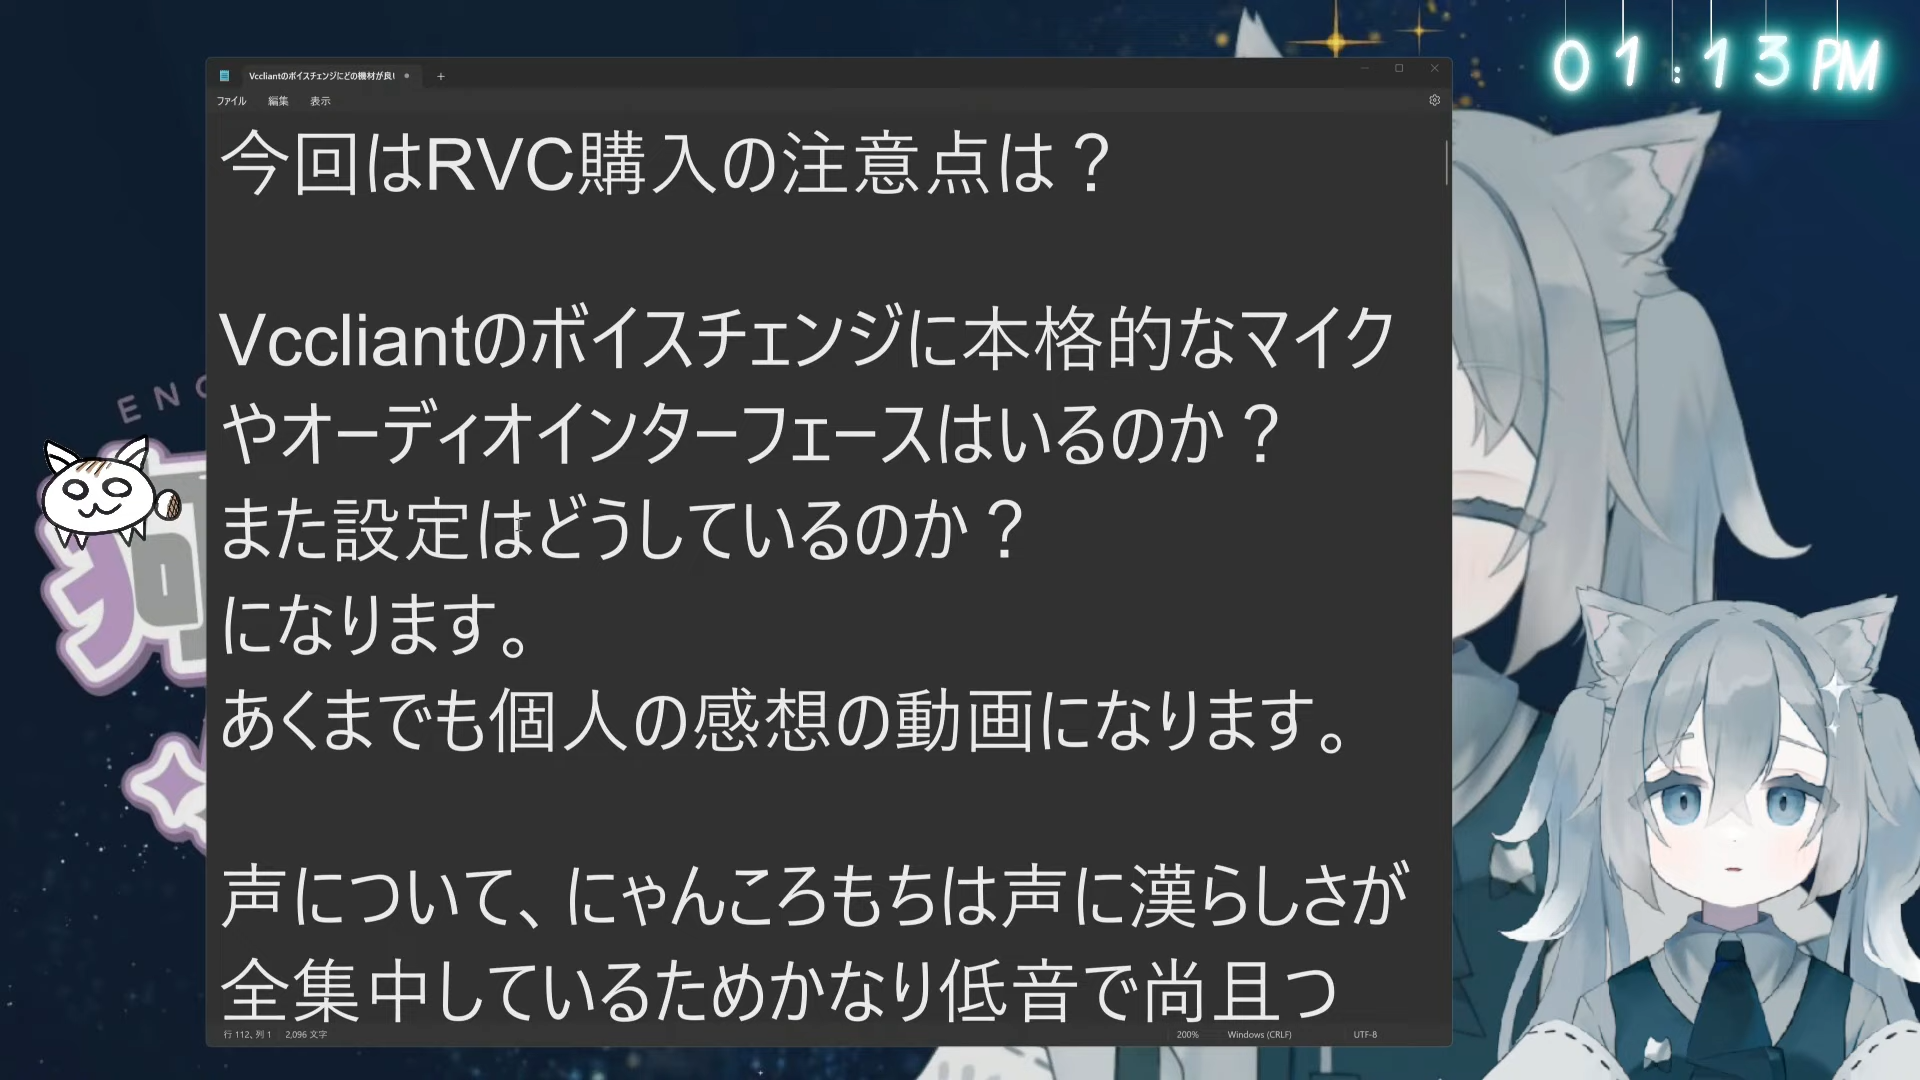 01:13 PM
Vccliantのボイスチェンジにどの機材が良い
ファイル 編集 表示
今回はRVC購入の注意点は？
Vccliantのボイスチェンジに本格的なマイク
やオーディオインターフェースはいるのか？
また設定はどうしているのか？
になります。
あくまでも個人の感想の動画になります。
声について、にゃんころもちは声に漢らしさが
全集中しているためかなり低音で尚且つ
行 112、列 1 2,096 文字 200% Windows (CRLF) UTF-8
ENG